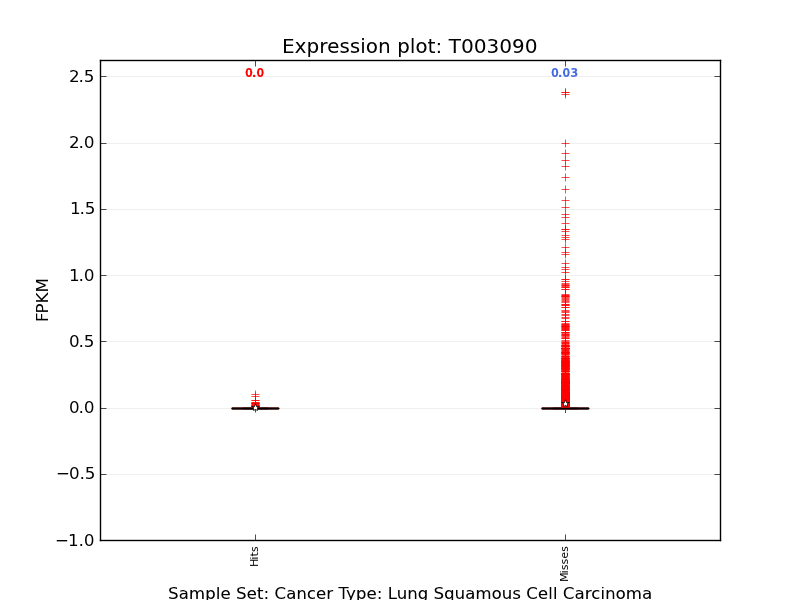 Expression plot: T003090
0.0
0.03
2.5
2.0
1.5
1.0
0.5
0.0
−0.5
−1.0
FPKM
Hits
Misses
Sample Set: Cancer Type: Lung Squamous Cell Carcinoma